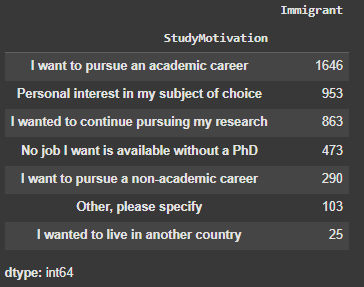 Immigrant
StudyMotivation
I want to pursue an academic career 1646
Personal interest in my subject of choice 953
I wanted to continue pursuing my research 863
No job I want is available without a PhD 473
I want to pursue a non-academic career 290
Other, please specify 103
I wanted to live in another country 25
dtype: int64